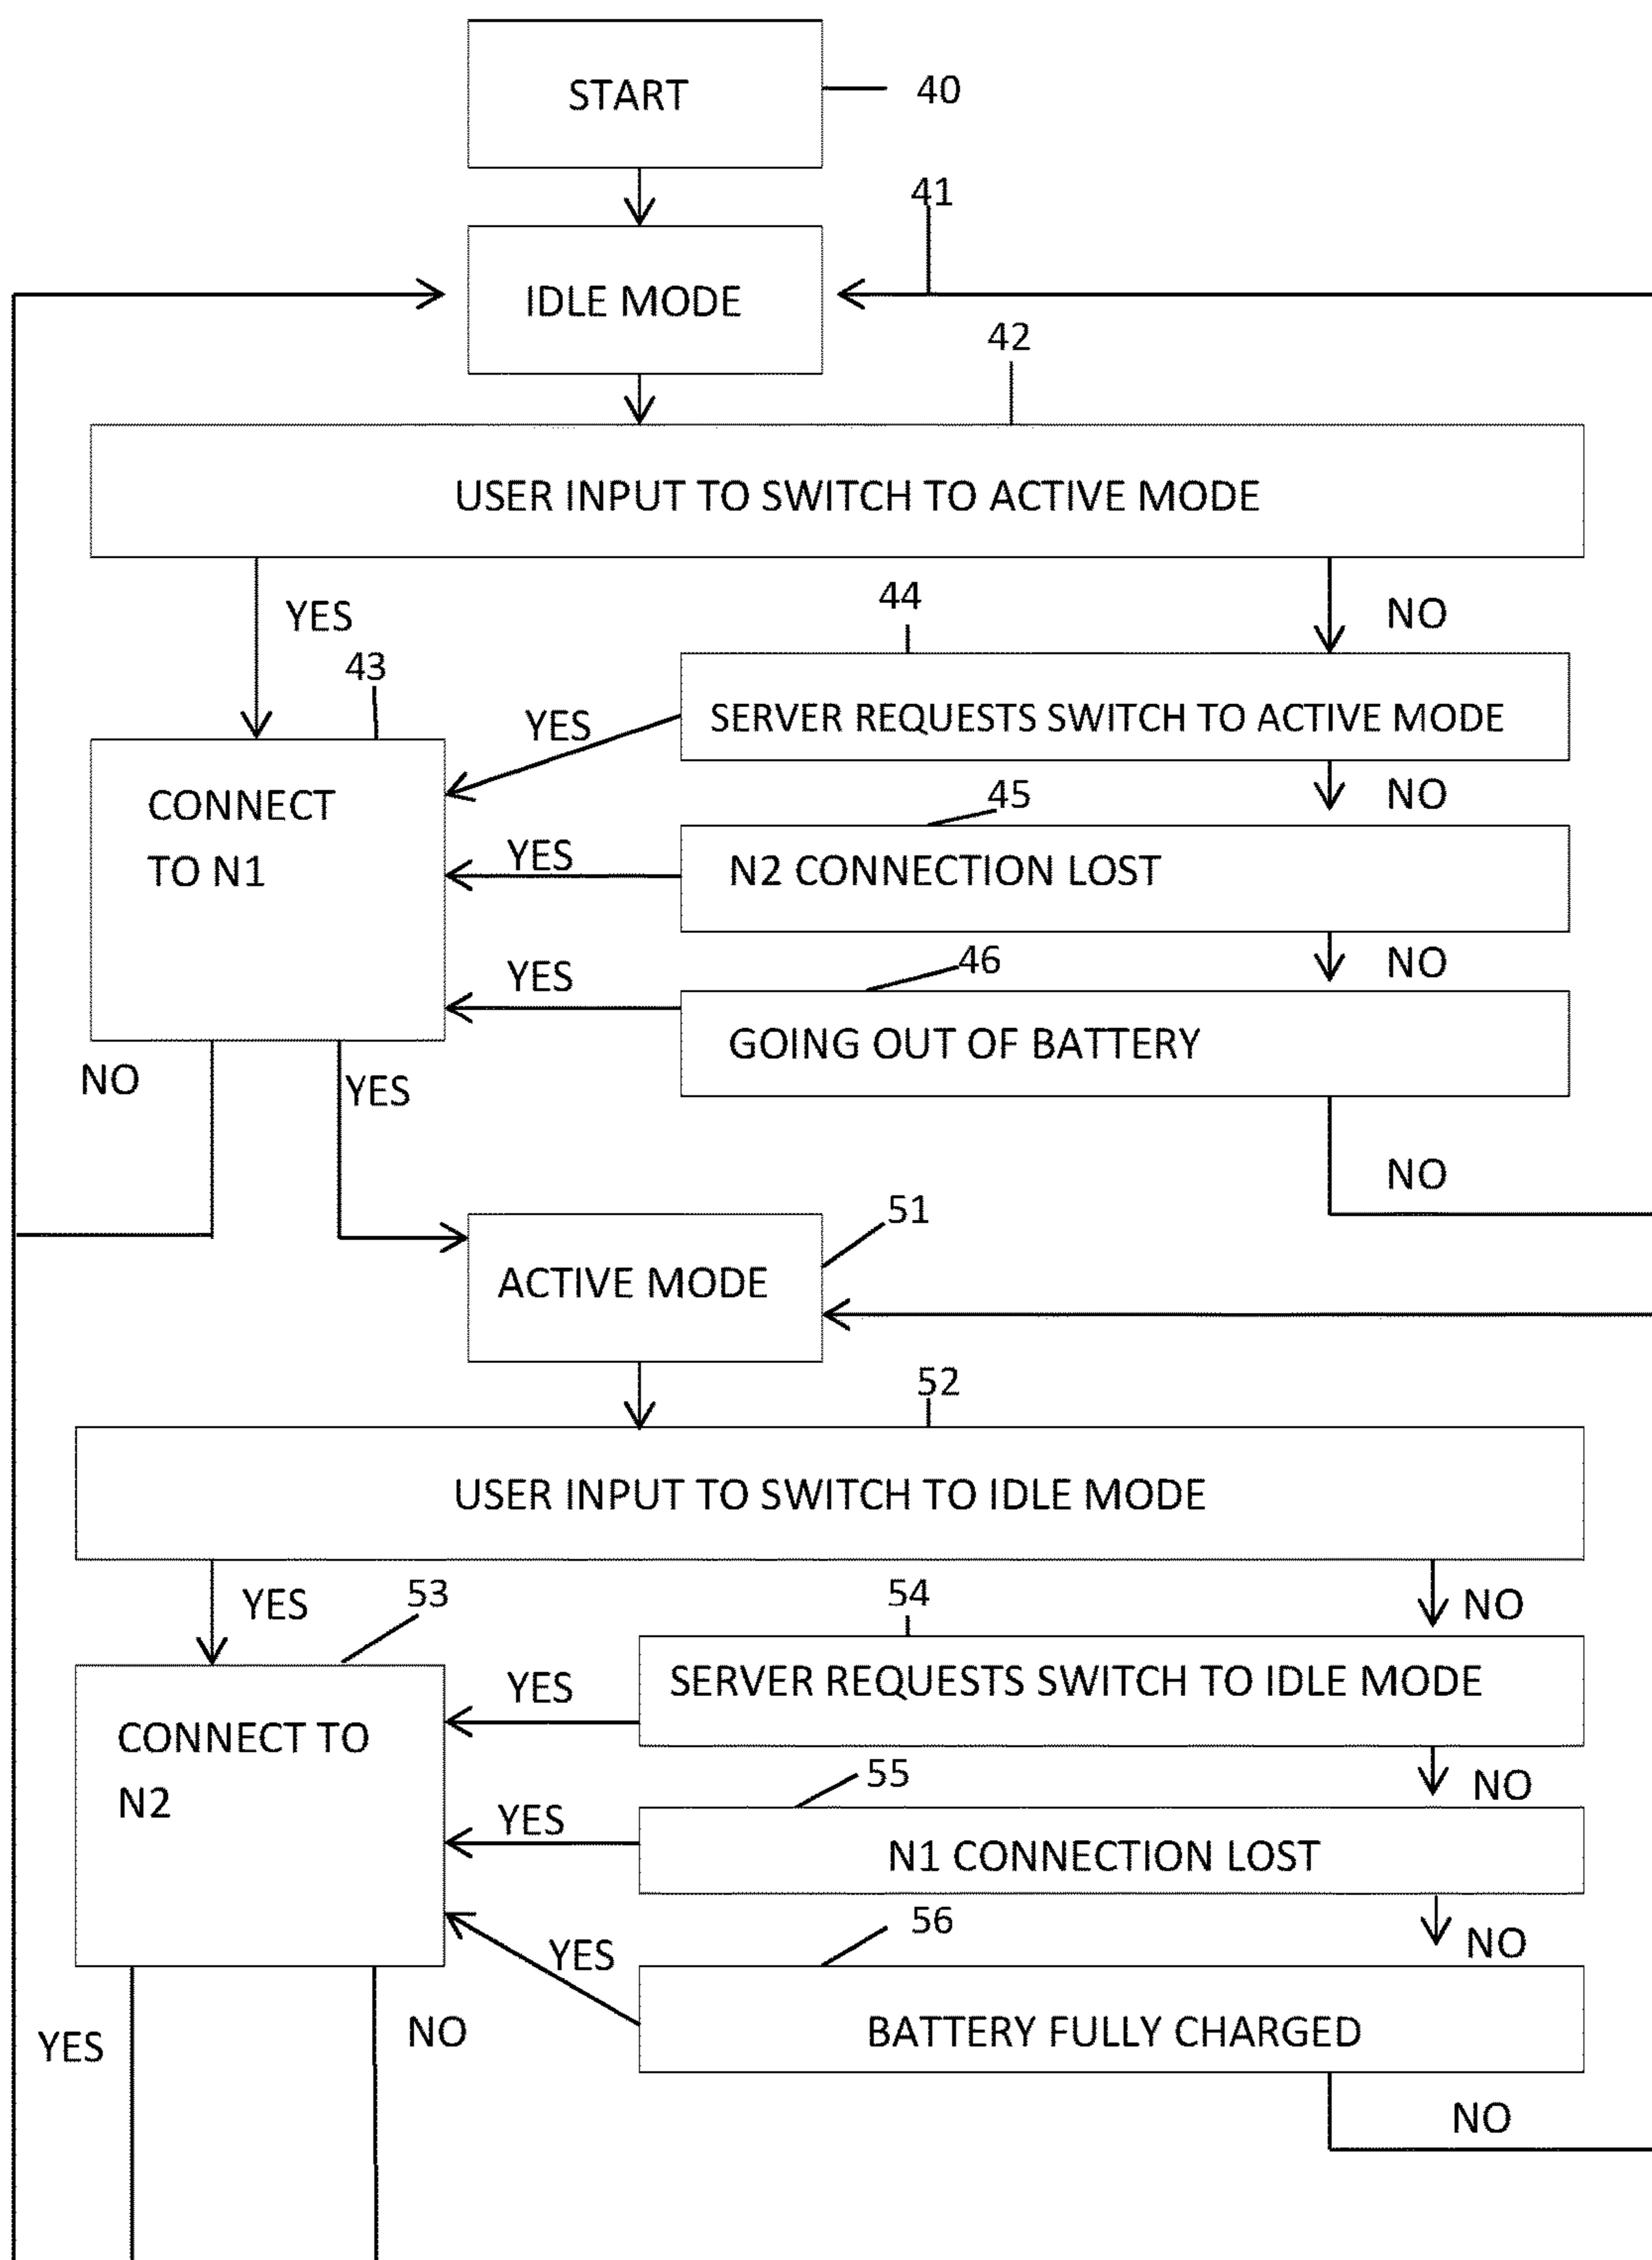 START
40
41
IDLE MODE
42
USER INPUT TO SWITCH TO ACTIVE MODE
YES
NO
44
43
SERVER REQUESTS SWITCH TO ACTIVE MODE
YES
NO
CONNECT
TO N1
45
YES
N2 CONNECTION LOST
NO
46
YES
GOING OUT OF BATTERY
NO
YES
NO
51
ACTIVE MODE
52
USER INPUT TO SWITCH TO IDLE MODE
YES
53
54
NO
SERVER REQUESTS SWITCH TO IDLE MODE
YES
CONNECT TO
N2
55
NO
YES
N1 CONNECTION LOST
56
NO
YES
BATTERY FULLY CHARGED
YES
NO
NO